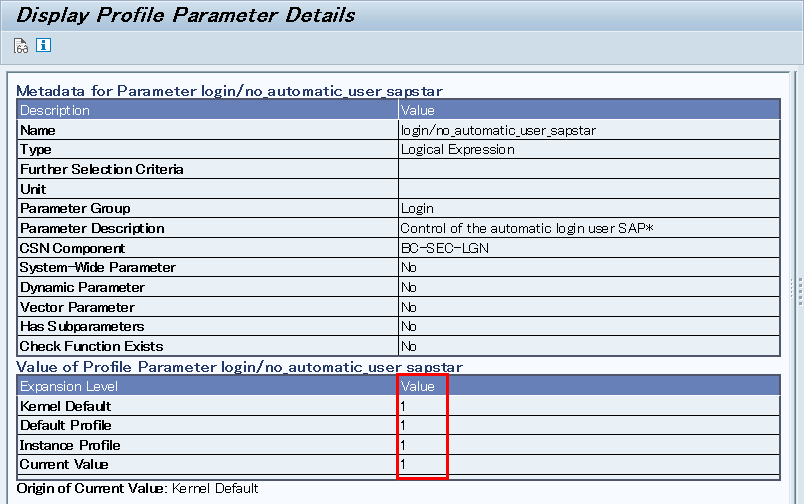 Display Profile Parameter Details
Metadata for Parameter login/no_automatic_user_sapstar
Description Value
Name login/no_automatic_user_sapstar
Type Logical Expression
Further Selection Criteria
Unit
Parameter Group Login
Parameter Description Control of the automatic login user SAP*
CSN Component BC-SEC-LGN
System-Wide Parameter No
Dynamic Parameter No
Vector Parameter No
Has Subparameters No
Check Function Exists No
Value of Profile Parameter login/no_automatic_user_sapstar
Expansion Level Value
Kernel Default 1
Default Profile 1
Instance Profile 1
Current Value 1
Origin of Current Value: Kernel Default